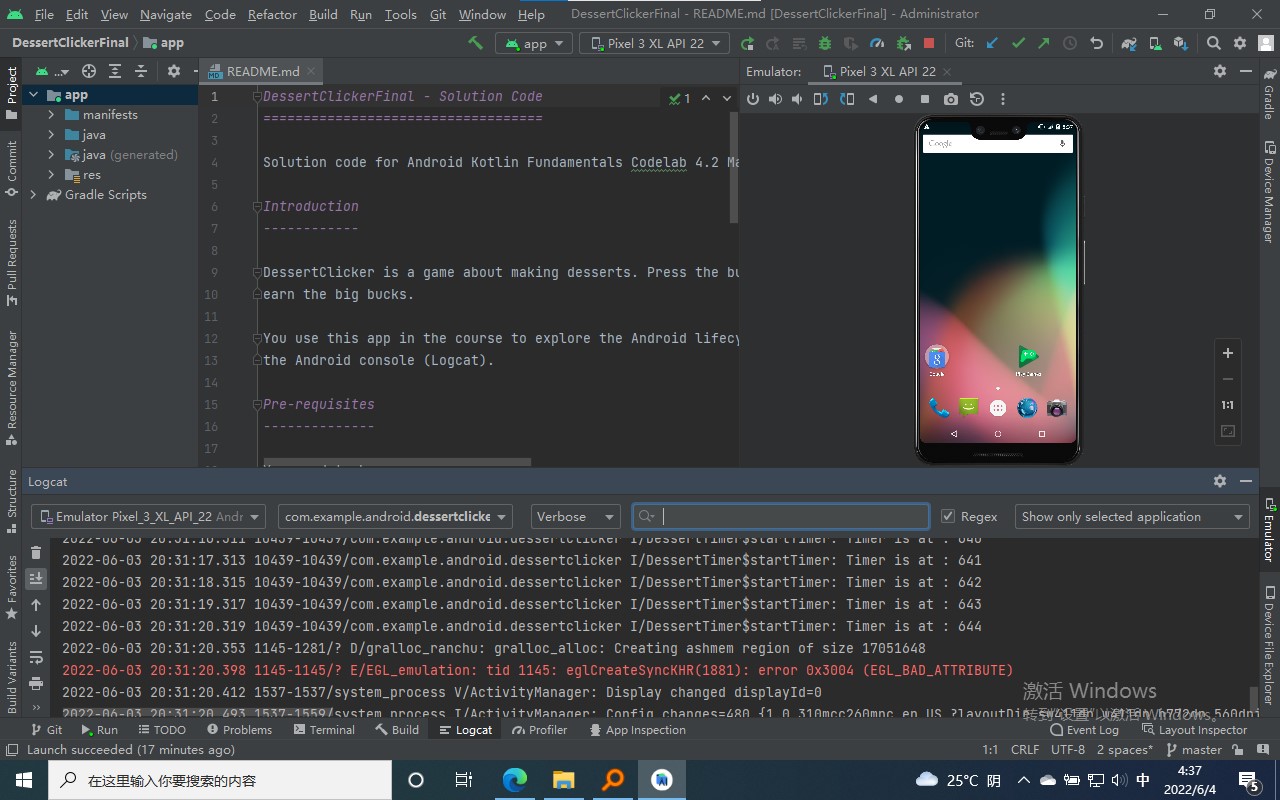 File Edit View Navigate Code Refactor Build Run Tools Git Window Help DessertClickerFinal - README.md [DessertClickerFinal] - Administrator
DessertClickerFinal app app Pixel 3 XL API 22 Git:
Project ... README.md Emulator: Pixel 3 XL API 22
app
manifests
java
java (generated)
res
Gradle Scripts
1 DessertClickerFinal - Solution Code 1
2 ===================================
3
4 Solution code for Android Kotlin Fundamentals Codelab 4.2 Ma
5
6 Introduction
7 ------------
8
9 DessertClicker is a game about making desserts. Press the bu
10 earn the big bucks.
11
12 You use this app in the course to explore the Android lifecy
13 the Android console (Logcat).
14
15 Pre-requisites
16 --------------
17
Google
1:1
Commit
Pull Requests
Resource Manager
Structure
Favorites
Build Variants
Gradle
Device Manager
Emulator
Device File Explorer
Logcat
Emulator Pixel_3_XL_API_22 Andr com.example.android.dessertclicke Verbose Regex Show only selected application
2022-06-03 20:31:16.311 10439-10439/com.example.android.dessertclicker I/DessertTimer$startTimer: Timer is at : 640
2022-06-03 20:31:17.313 10439-10439/com.example.android.dessertclicker I/DessertTimer$startTimer: Timer is at : 641
2022-06-03 20:31:18.315 10439-10439/com.example.android.dessertclicker I/DessertTimer$startTimer: Timer is at : 642
2022-06-03 20:31:19.317 10439-10439/com.example.android.dessertclicker I/DessertTimer$startTimer: Timer is at : 643
2022-06-03 20:31:20.319 10439-10439/com.example.android.dessertclicker I/DessertTimer$startTimer: Timer is at : 644
2022-06-03 20:31:20.353 1145-1281/? D/gralloc_ranchu: gralloc_alloc: Creating ashmem region of size 17051648
2022-06-03 20:31:20.398 1145-1145/? E/EGL_emulation: tid 1145: eglCreateSyncKHR(1881): error 0x3004 (EGL_BAD_ATTRIBUTE)
2022-06-03 20:31:20.412 1537-1537/system_process V/ActivityManager: Display changed displayId=0
2022-06-03 20:31:20.493 1537-1559/system_process I/ActivityManager: Config changes=480 {1.0 310mcc260mnc en_US
激活 Windows
转到"设置"以激活 Windows。
Git Run TODO Problems Terminal Build Logcat Profiler App Inspection Event Log Layout Inspector
Launch succeeded (17 minutes ago) 1:1 CRLF UTF-8 2 spaces* master
在这里输入你要搜索的内容 25°C 阴 中 4:37
2022/6/4 5